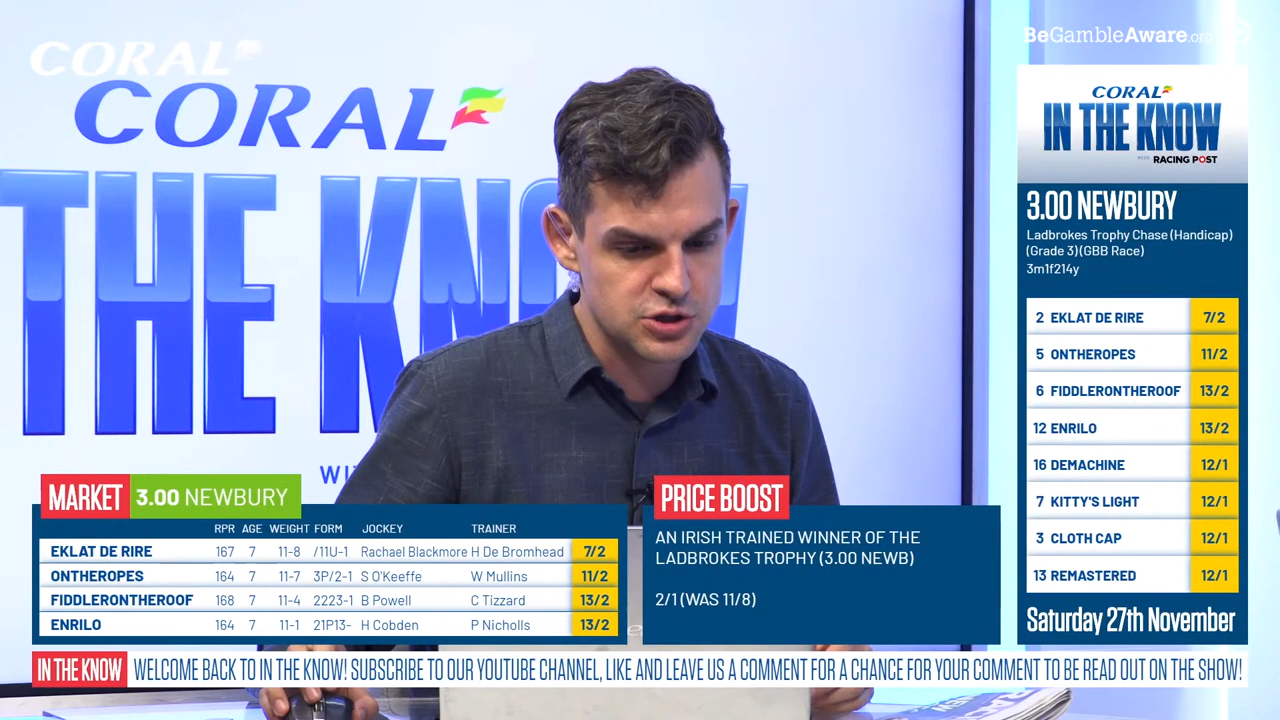 CORAL
BeGambleAware.org
CORAL
THE KNOW
WIT
CORAL
IN THE KNOW
WITH RACING POST
3.00 NEWBURY
Ladbrokes Trophy Chase (Handicap)
(Grade 3) (GBB Race)
3m1f214y
2 EKLAT DE RIRE 7/2
5 ONTHEROPES 11/2
6 FIDDLERONTHEROOF 13/2
12 ENRILO 13/2
16 DEMACHINE 12/1
7 KITTY'S LIGHT 12/1
3 CLOTH CAP 12/1
13 REMASTERED 12/1
Saturday 27th November
MARKET 3.00 NEWBURY
RPR AGE WEIGHT FORM JOCKEY TRAINER
EKLAT DE RIRE 167 7 11-8 /11U-1 Rachael Blackmore H De Bromhead 7/2
ONTHEROPES 164 7 11-7 3P/2-1 S O'Keeffe W Mullins 11/2
FIDDLERONTHEROOF 168 7 11-4 2223-1 B Powell C Tizzard 13/2
ENRILO 164 7 11-1 21P13- H Cobden P Nicholls 13/2
PRICE BOOST
AN IRISH TRAINED WINNER OF THE
LADBROKES TROPHY (3.00 NEWB)
2/1 (WAS 11/8)
IN THE KNOW WELCOME BACK TO IN THE KNOW! SUBSCRIBE TO OUR YOUTUBE CHANNEL, LIKE AND LEAVE US A COMMENT FOR A CHANCE FOR YOUR COMMENT TO BE READ OUT ON THE SHOW!